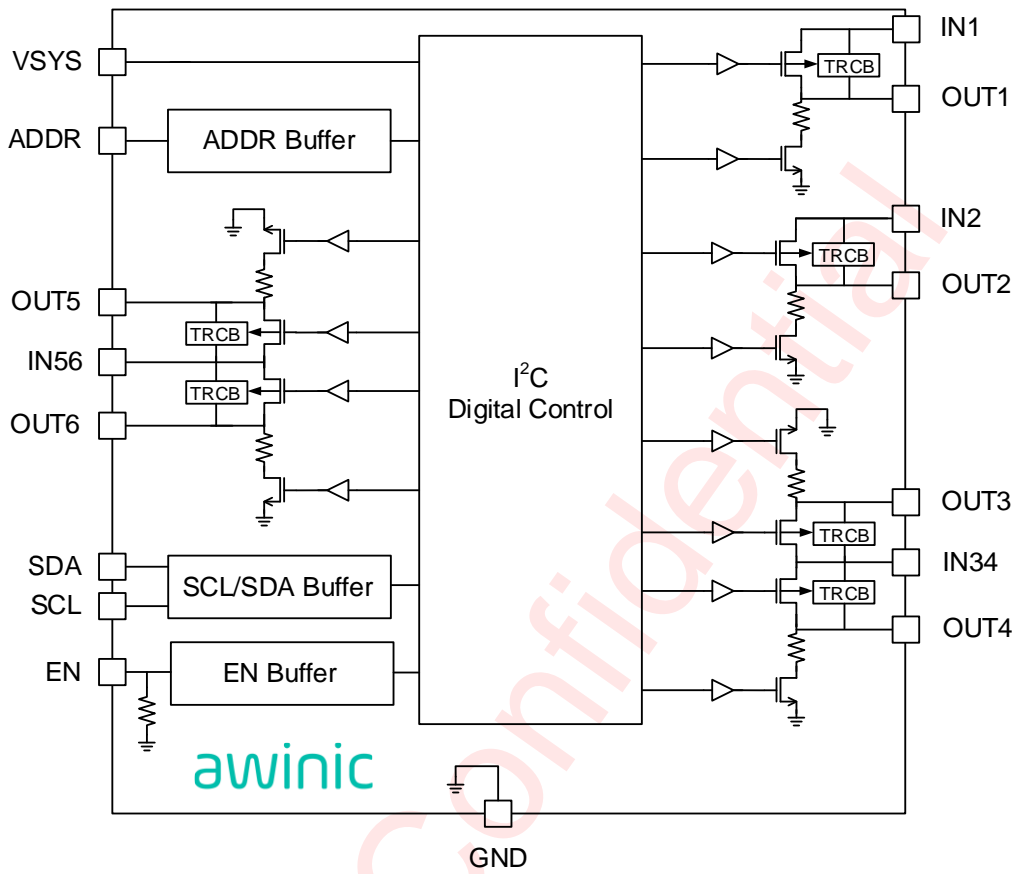 VSYS
ADDR
ADDR Buffer
OUT5
TRCB
IN56
TRCB
OUT6
SDA
SCL
SCL/SDA Buffer
EN
EN Buffer
awinic
I²C
Digital Control
IN1
TRCB
OUT1
IN2
TRCB
OUT2
OUT3
TRCB
IN34
TRCB
OUT4
GND
Confidential